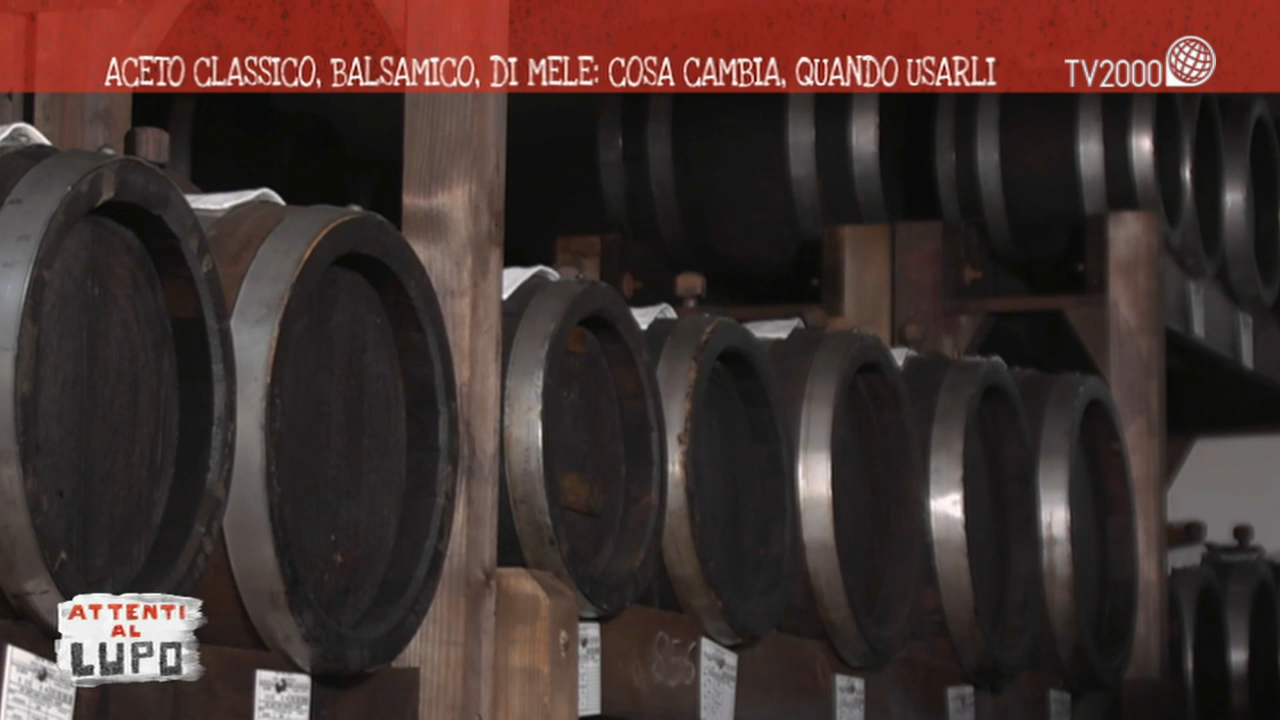 ACETO CLASSICO, BALSAMICO, DI MELE: COSA CAMBIA, QUANDO USARLI
TV2000
ATTENTI
AL
LUPO